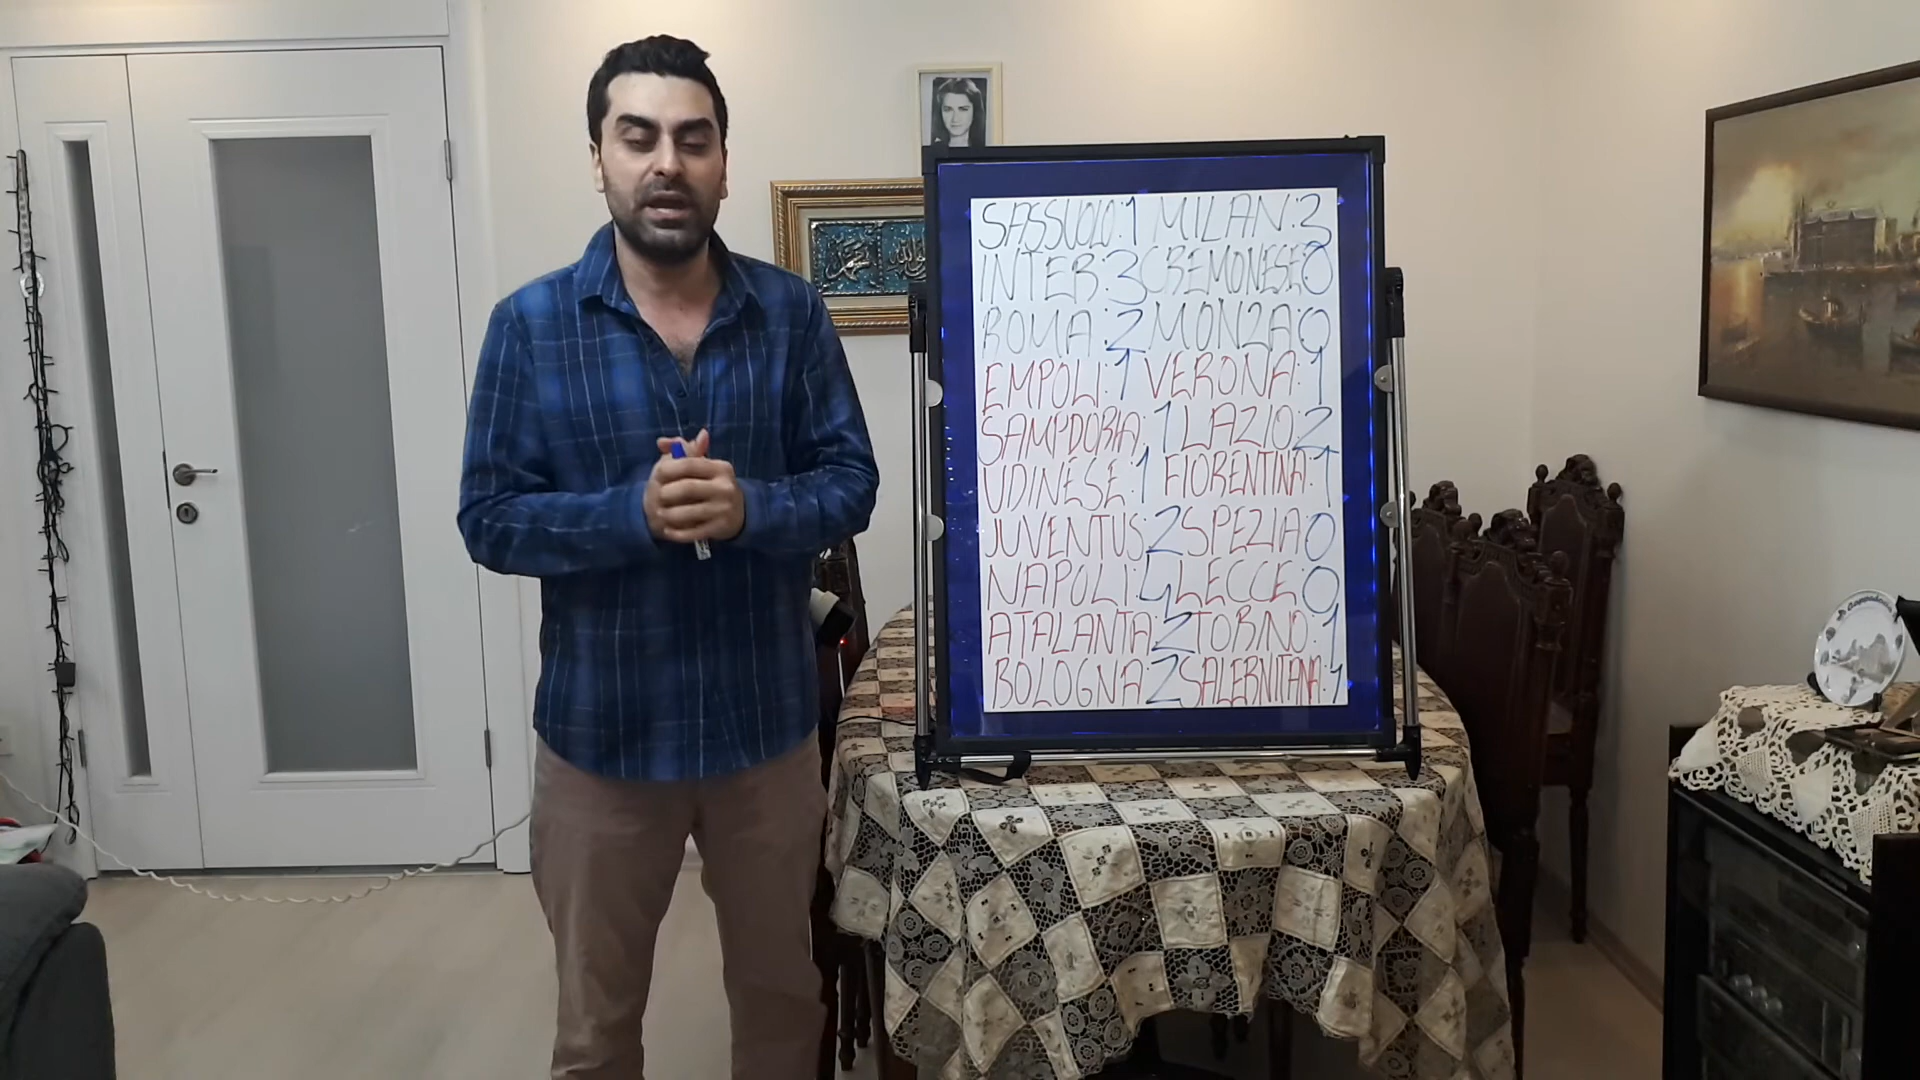 SASSUOLO:1 MILAN:3
INTER:3 CREMONESE:0
ROMA:2 MONZA:0
EMPOLI:1 VERONA:1
SAMPDORIA:1 LAZIO:2
UDINESE:1 FIORENTINA:1
JUVENTUS:2 SPEZIA:0
NAPOLI:4 LECCE:0
ATALANTA:2 TORINO:1
BOLOGNA:2 SALERNITANA:1